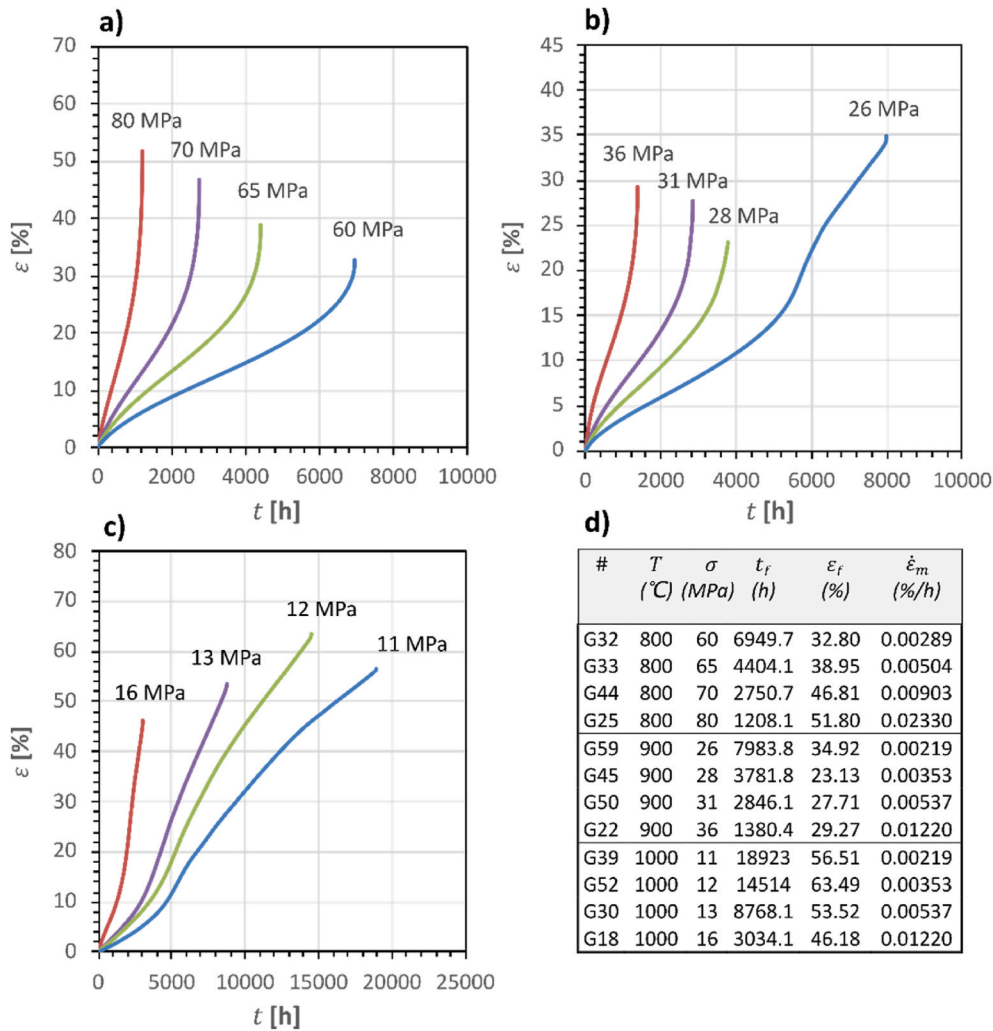 a)
70
60
50
40
30
20
10
0
ε [%]
80 MPa
70 MPa
65 MPa
60 MPa
0 2000 4000 6000 8000 10000
t [h]
b)
45
40
35
30
25
20
15
10
5
0
ε [%]
26 MPa
36 MPa
31 MPa
28 MPa
0 2000 4000 6000 8000 10000
t [h]
c)
80
70
60
50
40
30
20
10
0
ε [%]
12 MPa
11 MPa
13 MPa
16 MPa
0 5000 10000 15000 20000 25000
t [h]
d)
# T σ t_f ε_f ε̇_m
(℃) (MPa) (h) (%) (%/h)
G32 800 60 6949.7 32.80 0.00289
G33 800 65 4404.1 38.95 0.00504
G44 800 70 2750.7 46.81 0.00903
G25 800 80 1208.1 51.80 0.02330
G59 900 26 7983.8 34.92 0.00219
G45 900 28 3781.8 23.13 0.00353
G50 900 31 2846.1 27.71 0.00537
G22 900 36 1380.4 29.27 0.01220
G39 1000 11 18923 56.51 0.00219
G52 1000 12 14514 63.49 0.00353
G30 1000 13 8768.1 53.52 0.00537
G18 1000 16 3034.1 46.18 0.01220